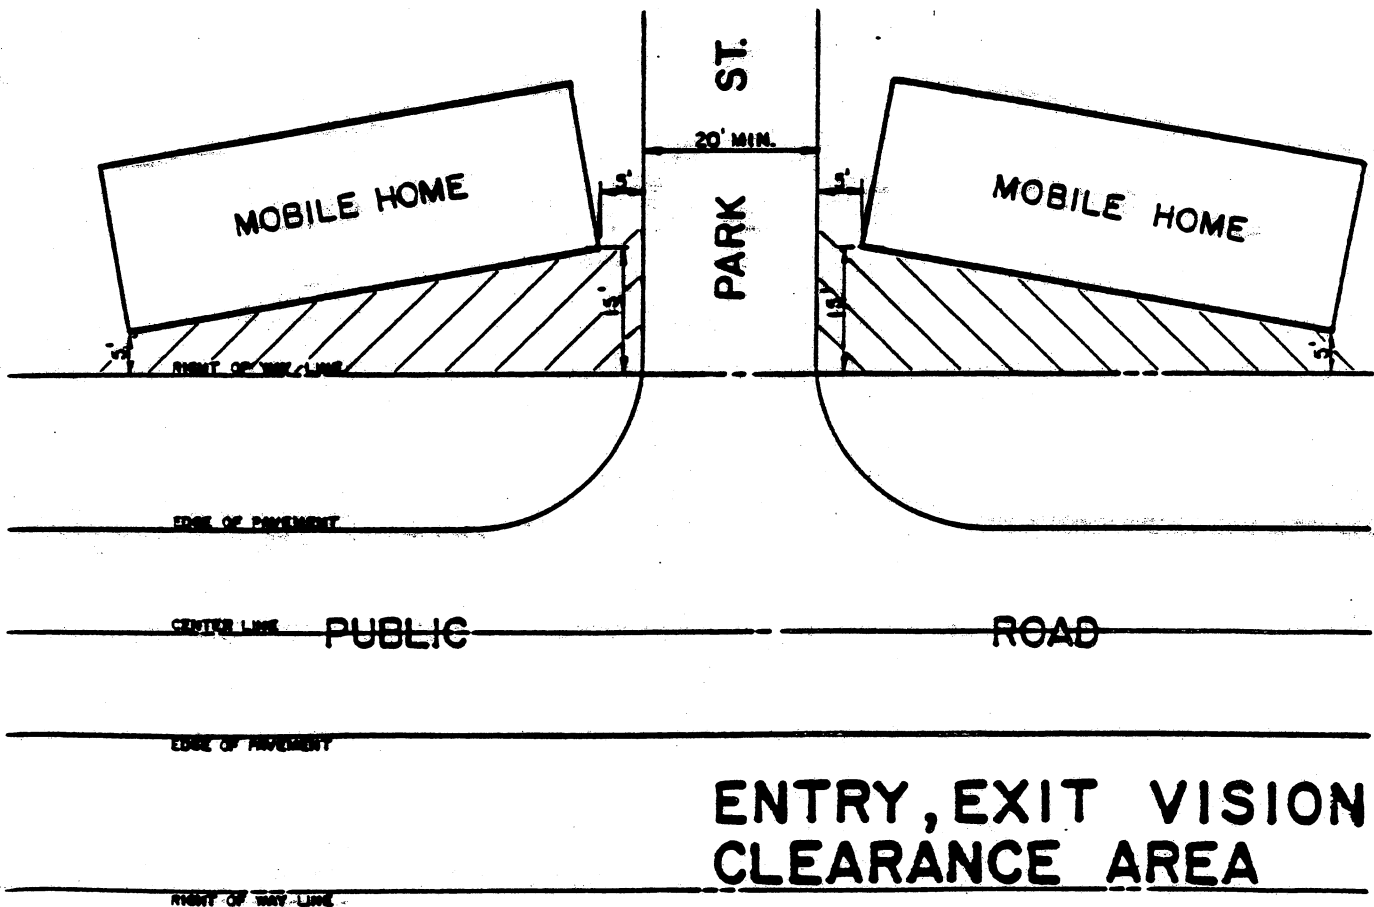 ST.
20' MIN.
PARK
5'
5'
MOBILE HOME
MOBILE HOME
15'
15'
5'
5'
RIGHT OF WAY LINE
EDGE OF PAVEMENT
CENTER LINE
PUBLIC ROAD
EDGE OF PAVEMENT
ENTRY, EXIT VISION
CLEARANCE AREA
RIGHT OF WAY LINE